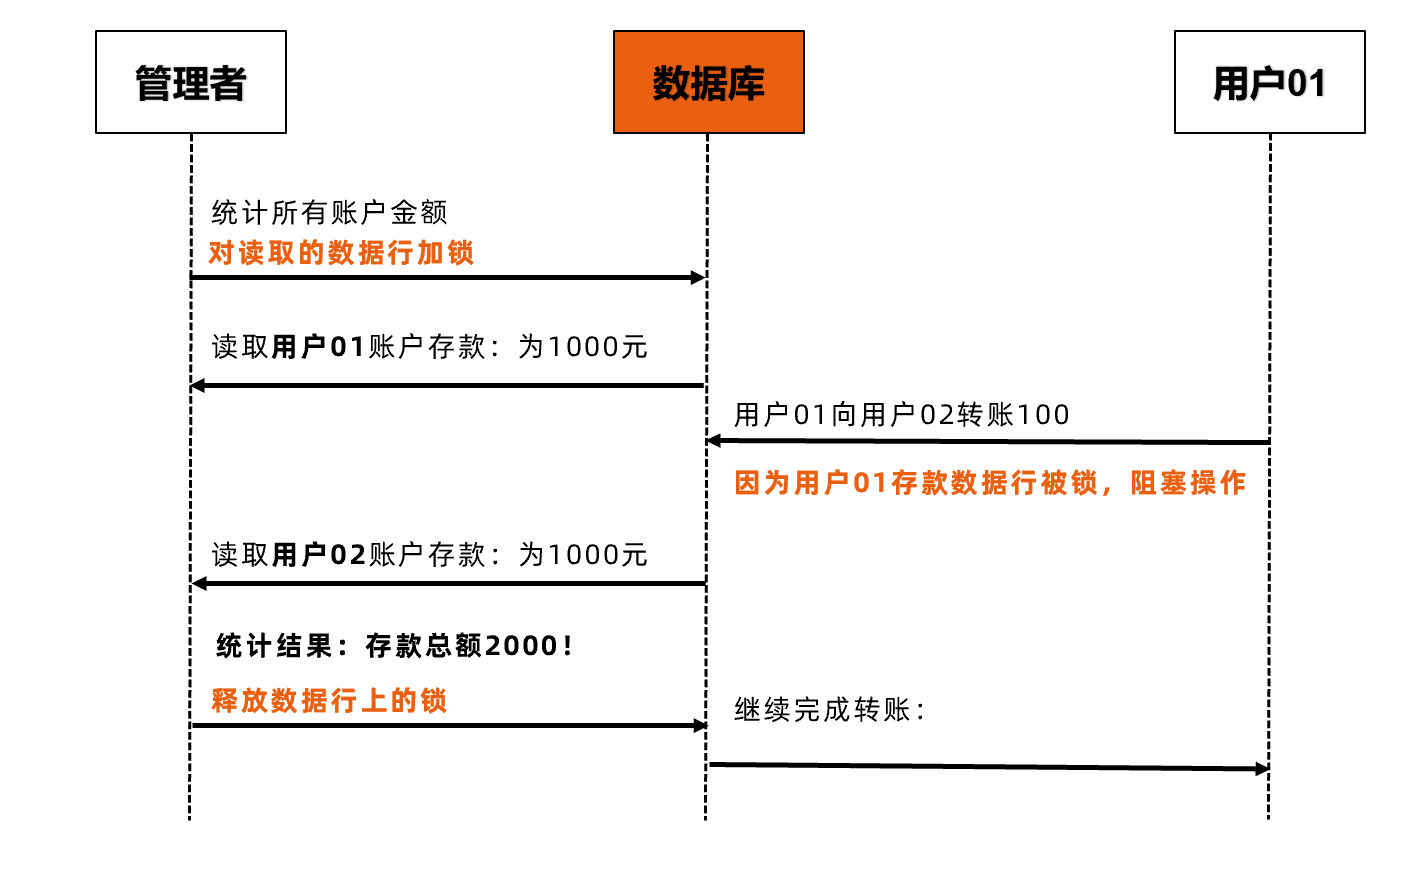 管理者
数据库
用户01
统计所有账户金额
对读取的数据行加锁
读取用户01账户存款：为1000元
用户01向用户02转账100
因为用户01存款数据行被锁，阻塞操作
读取用户02账户存款：为1000元
统计结果：存款总额2000！
释放数据行上的锁
继续完成转账：